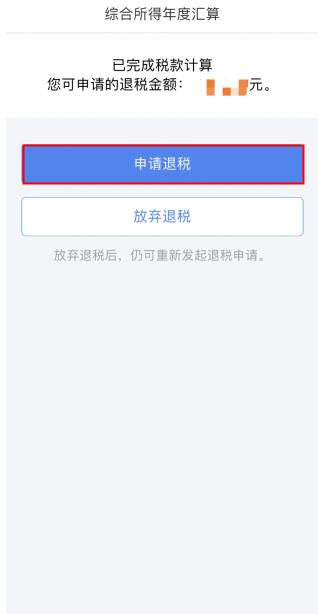 综合所得年度汇算
已完成税款计算
您可申请的退税金额： 元。
申请退税
放弃退税
放弃退税后，仍可重新发起退税申请。